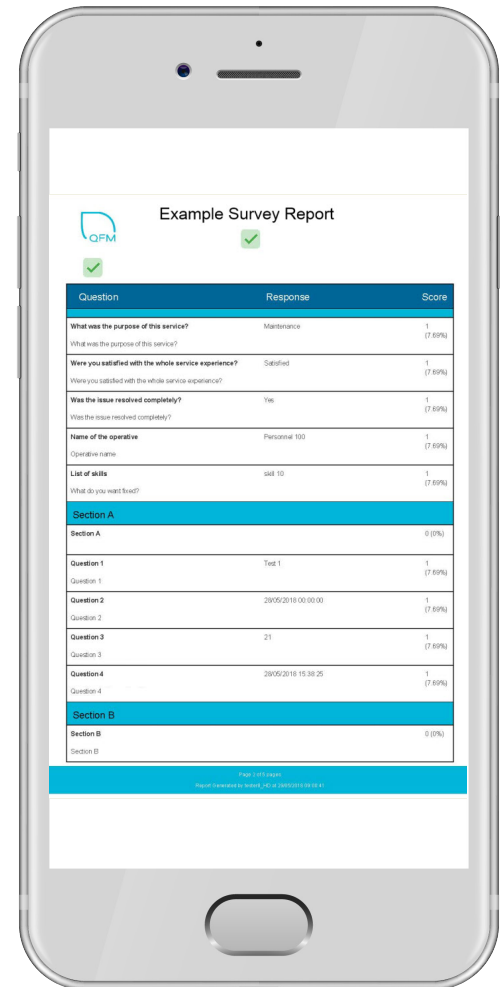 Example Survey Report
QFM
Question Response Score
What was the purpose of this service? Maintenance 1
(7.69%)
What was the purpose of this service?
Were you satisfied with the whole service experience? Satisfied 1
(7.69%)
Were you satisfied with the whole service experience?
Was the issue resolved completely? Yes 1
(7.69%)
Was the issue resolved completely?
Name of the operative Personnel 100 1
(7.69%)
Operative name
List of skills skill 10 1
(7.69%)
What do you want fixed?
Section A
Section A 0 (0%)
Question 1 Test 1 1
(7.69%)
Question 1
Question 2 28/05/2018 00:00:00 1
(7.69%)
Question 2
Question 3 21 1
(7.69%)
Question 3
Question 4 28/05/2018 15:38:25 1
(7.69%)
Question 4
Section B
Section B 0 (0%)
Section B
Page 2 of 5 pages
Report Generated by